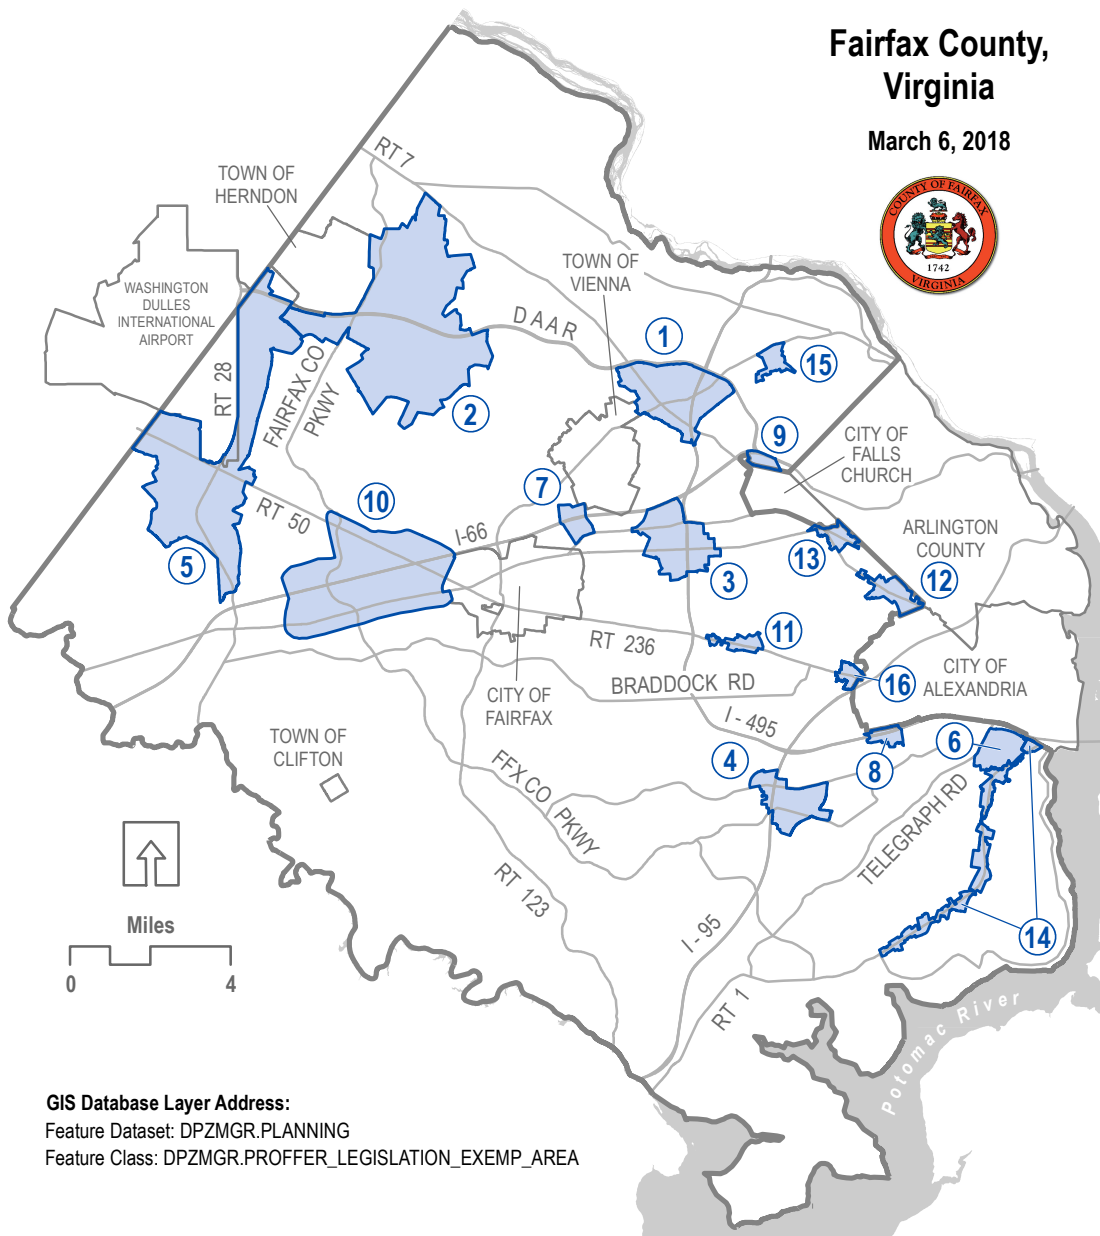 Fairfax County,
Virginia
March 6, 2018
COUNTY OF FAIRFAX
1742
VIRGINIA
RT 7
TOWN OF
HERNDON
TOWN OF
VIENNA
WASHINGTON
DULLES
INTERNATIONAL
AIRPORT
RT 28
FAIRFAX CO
PKWY
DAAR
1
15
2
9
CITY OF
FALLS
CHURCH
7
10
RT 50
I-66
ARLINGTON
COUNTY
5
3
13
12
11
RT 236
BRADDOCK RD
16
CITY OF
ALEXANDRIA
CITY OF
FAIRFAX
I - 495
TOWN OF
CLIFTON
4
8
6
FFX CO PKWY
TELEGRAPH RD
RT 123
I - 95
14
RT 1
Miles
0 4
Potomac River
GIS Database Layer Address:
Feature Dataset: DPZMGR.PLANNING
Feature Class: DPZMGR.PROFFER_LEGISLATION_EXEMP_AREA